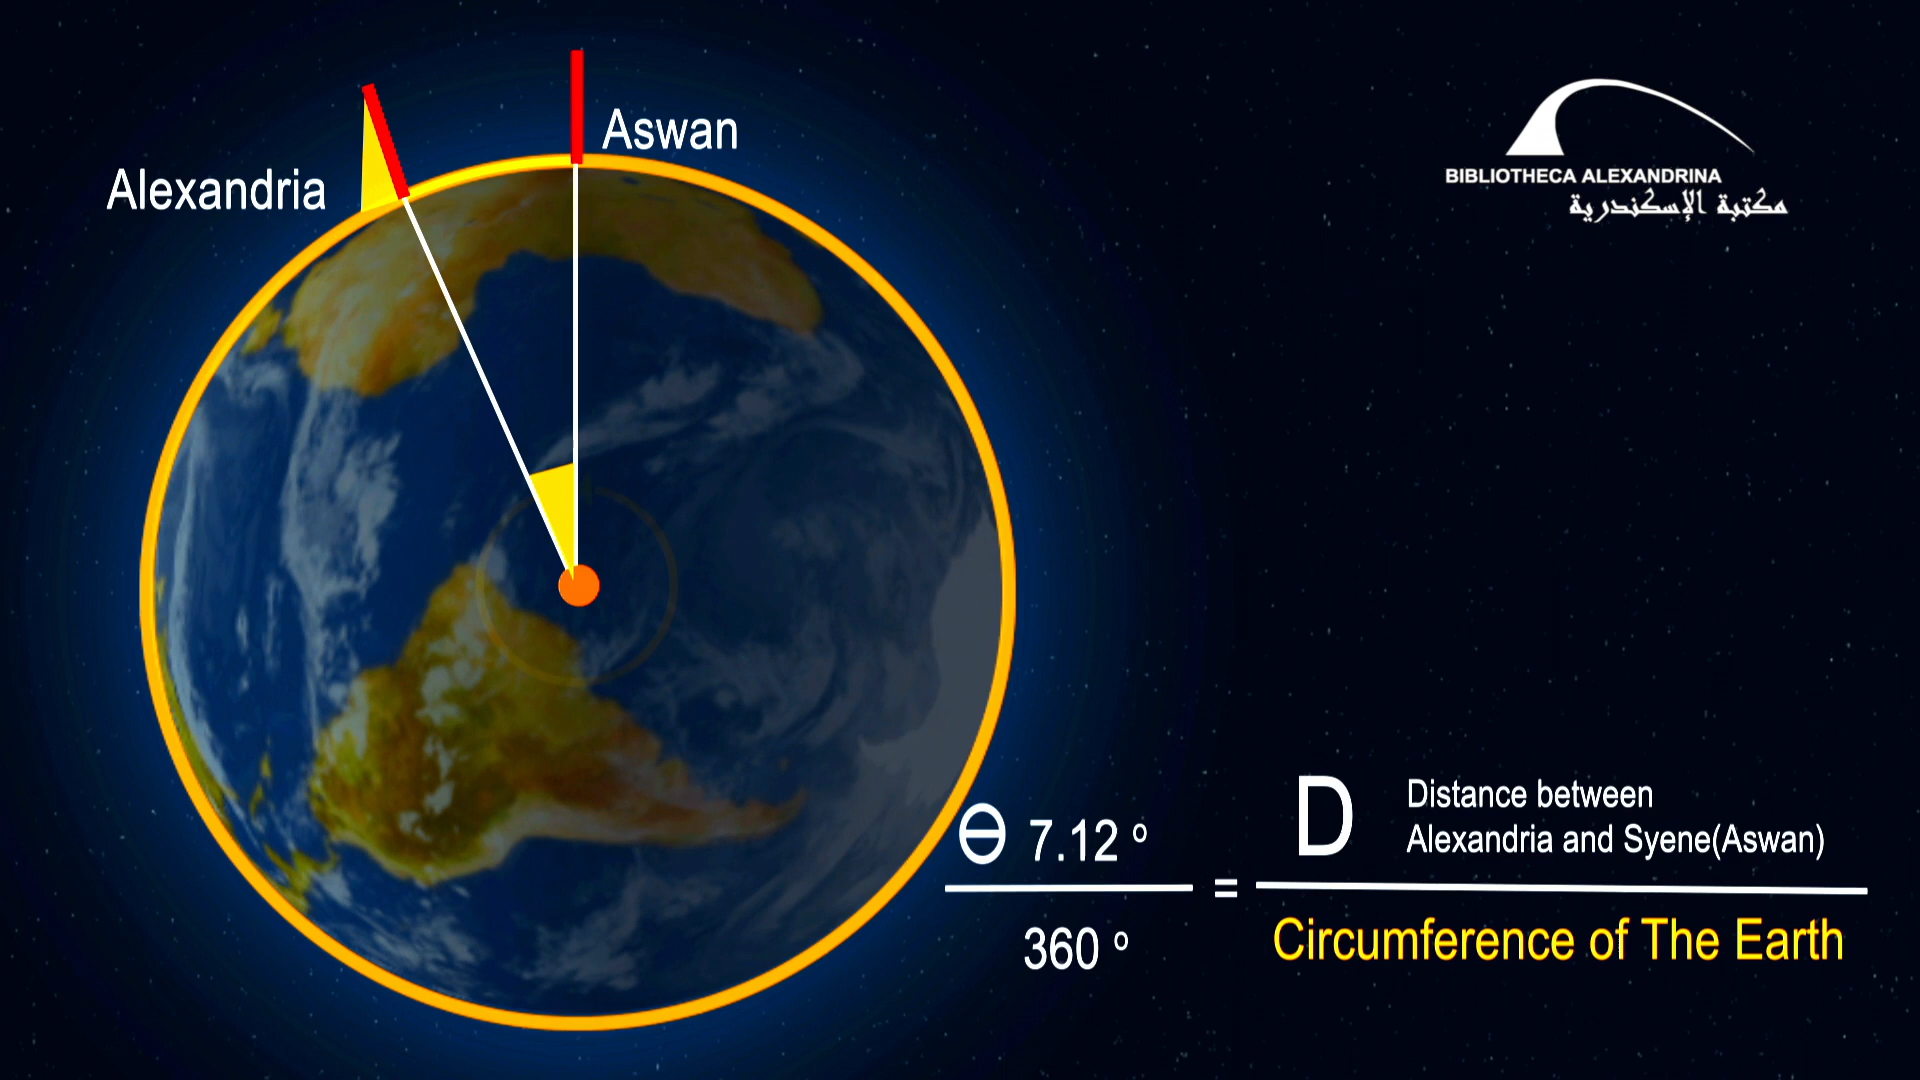 Aswan
Alexandria
BIBLIOTHECA ALEXANDRINA
مكتبة الإسكندرية
Θ 7.12 º
360 º
=
D
Distance between
Alexandria and Syene(Aswan)
Circumference of The Earth